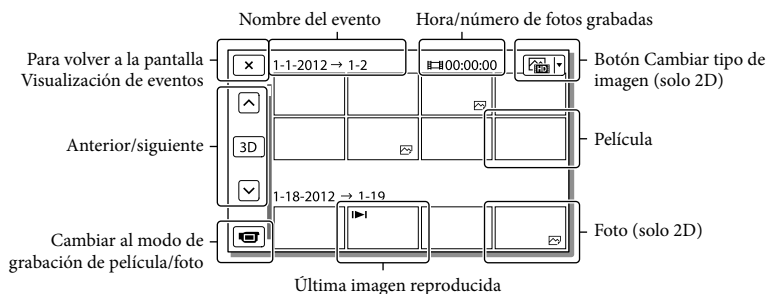 Nombre del evento
Hora/número de fotos grabadas
Para volver a la pantalla
Visualización de eventos
1-1-2012 → 1-2
00:00:00
HD
Botón Cambiar tipo de
imagen (solo 2D)
Anterior/siguiente
3D
Película
1-18-2012 → 1-19
Cambiar al modo de
grabación de película/foto
Foto (solo 2D)
Última imagen reproducida